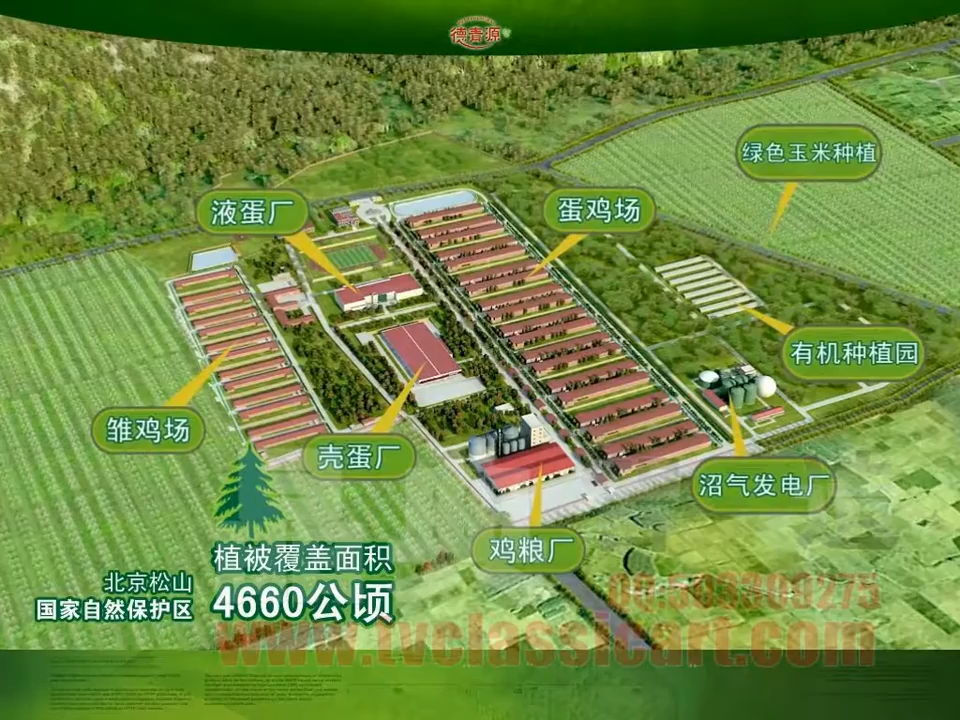 德青源
绿色玉米种植
液蛋厂
蛋鸡场
有机种植园
雏鸡场
壳蛋厂
沼气发电厂
鸡粮厂
植被覆盖面积
4660公顷
北京松山
国家自然保护区
QQ:503309275
www.tvclassicart.com